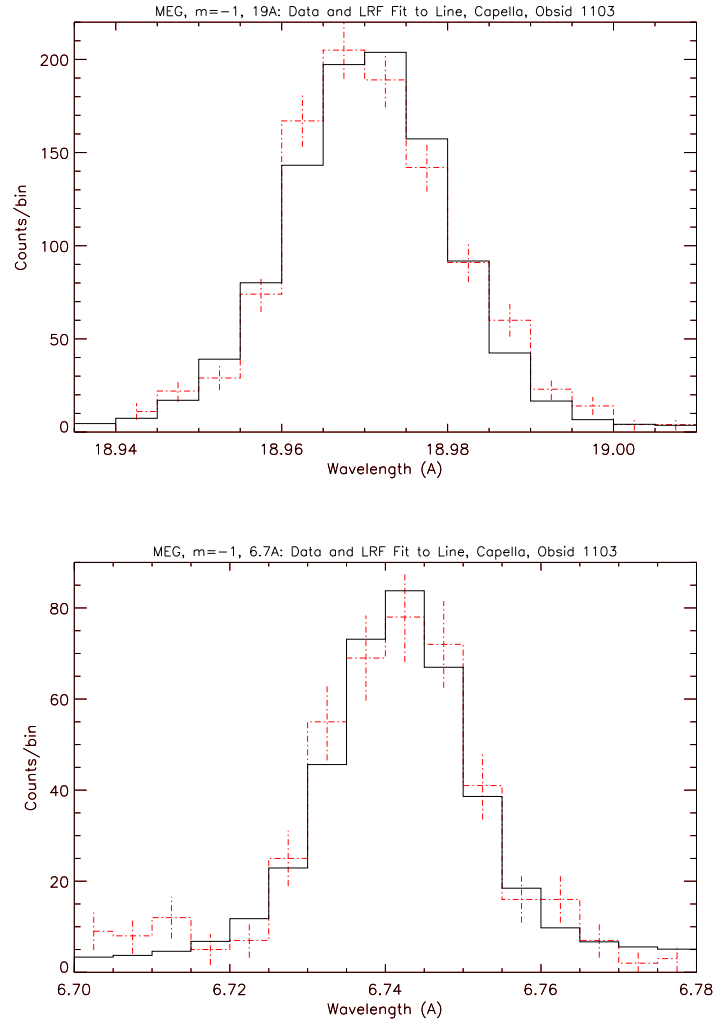 MEG, m=−1, 19A: Data and LRF Fit to Line, Capella, Obsid 1103
200
150
100
50
0
Counts/bin
18.94 18.96 18.98 19.00
Wavelength (A)
MEG, m=−1, 6.7A: Data and LRF Fit to Line, Capella, Obsid 1103
80
60
40
20
0
Counts/bin
6.70 6.72 6.74 6.76 6.78
Wavelength (A)